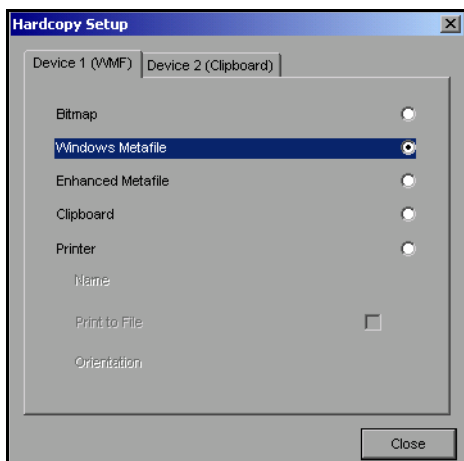 Hardcopy Setup
Device 1 (WMF) Device 2 (Clipboard)
Bitmap
Windows Metafile
Enhanced Metafile
Clipboard
Printer
Name
Print to File
Orientation
Close